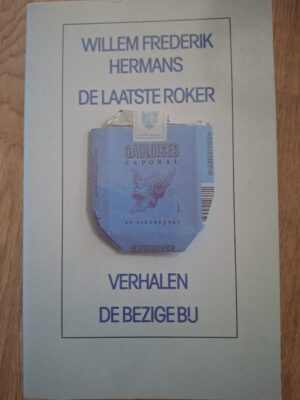 WILLEM FREDERIK
HERMANS
DE LAATSTE ROKER
GAULOISES
CAPORAL
VERHALEN
DE BEZIGE BIJ